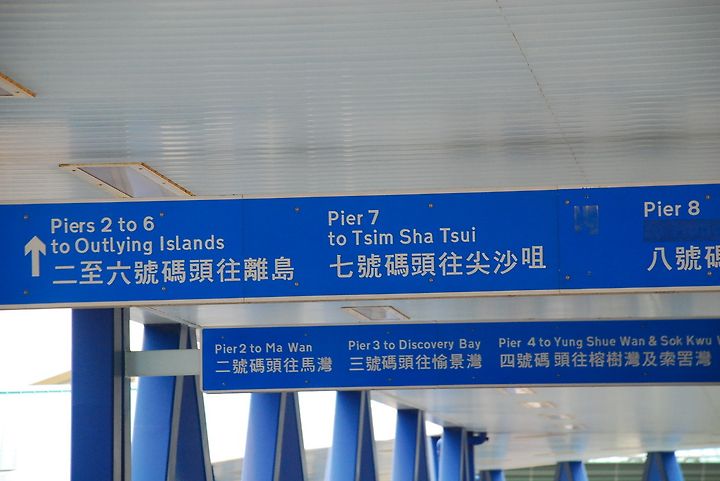 Piers 2 to 6
to Outlying Islands
二至六號碼頭往離島
Pier 7
to Tsim Sha Tsui
七號碼頭往尖沙咀
Pier 8
八號碼
Pier 2 to Ma Wan
二號碼頭往馬灣
Pier 3 to Discovery Bay
三號碼頭往愉景灣
Pier 4 to Yung Shue Wan & Sok Kwu
四號碼頭往榕樹灣及索罟灣